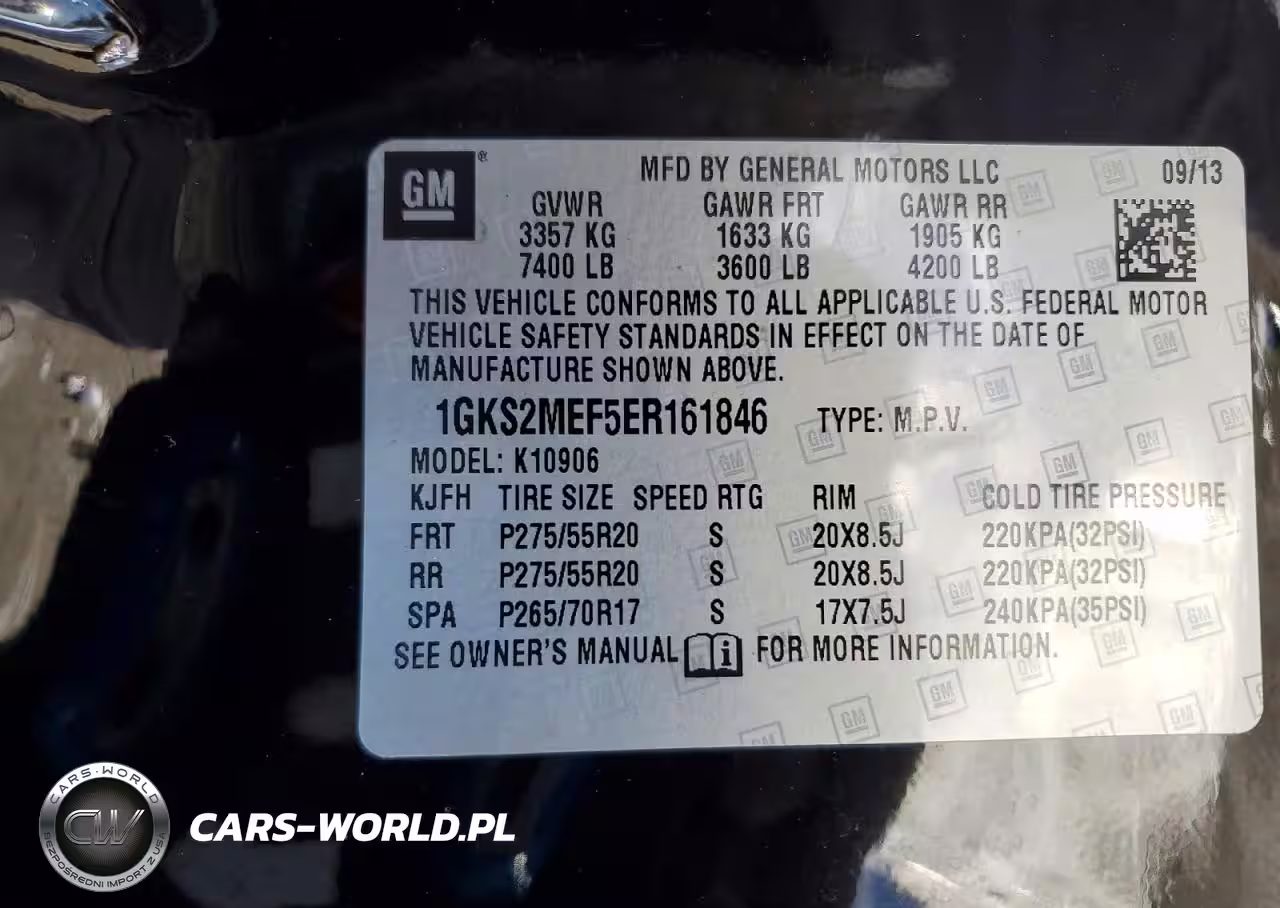 GM ®
MFD BY GENERAL MOTORS LLC 09/13
GVWR GAWR FRT GAWR RR
3357 KG 1633 KG 1905 KG
7400 LB 3600 LB 4200 LB
THIS VEHICLE CONFORMS TO ALL APPLICABLE U.S. FEDERAL MOTOR
VEHICLE SAFETY STANDARDS IN EFFECT ON THE DATE OF
MANUFACTURE SHOWN ABOVE.
1GKS2MEF5ER161846 TYPE: M.P.V.
MODEL: K10906
KJFH TIRE SIZE SPEED RTG RIM COLD TIRE PRESSURE
FRT P275/55R20 S 20X8.5J 220KPA(32PSI)
RR P275/55R20 S 20X8.5J 220KPA(32PSI)
SPA P265/70R17 S 17X7.5J 240KPA(35PSI)
SEE OWNER'S MANUAL i FOR MORE INFORMATION.
CARS-WORLD
CW
BEZPOŚREDNI IMPORT Z USA
CARS-WORLD.PL